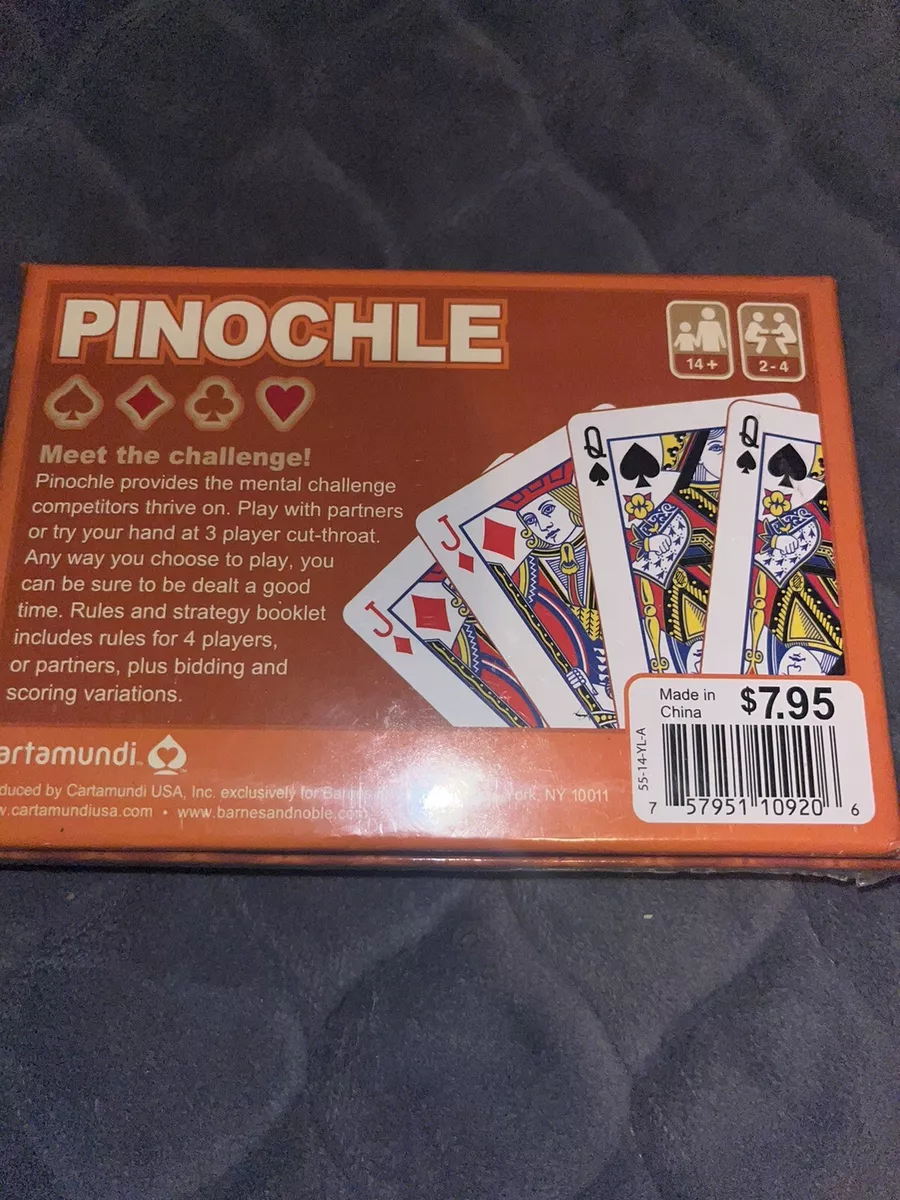 PINOCHLE
14+
2-4
Meet the challenge!
Pinochle provides the mental challenge
competitors thrive on. Play with partners
or try your hand at 3 player cut-throat.
Any way you choose to play, you
can be sure to be dealt a good
time. Rules and strategy booklet
includes rules for 4 players,
or partners, plus bidding and
scoring variations.
J
J
Q
Q
Made in
China
$7.95
55-14-YL-A
7 57951 10920 6
artamundi
duced by Cartamundi USA, Inc. exclusively for Barnes York, NY 10011
w.cartamundiusa.com • www.barnesandnoble.com